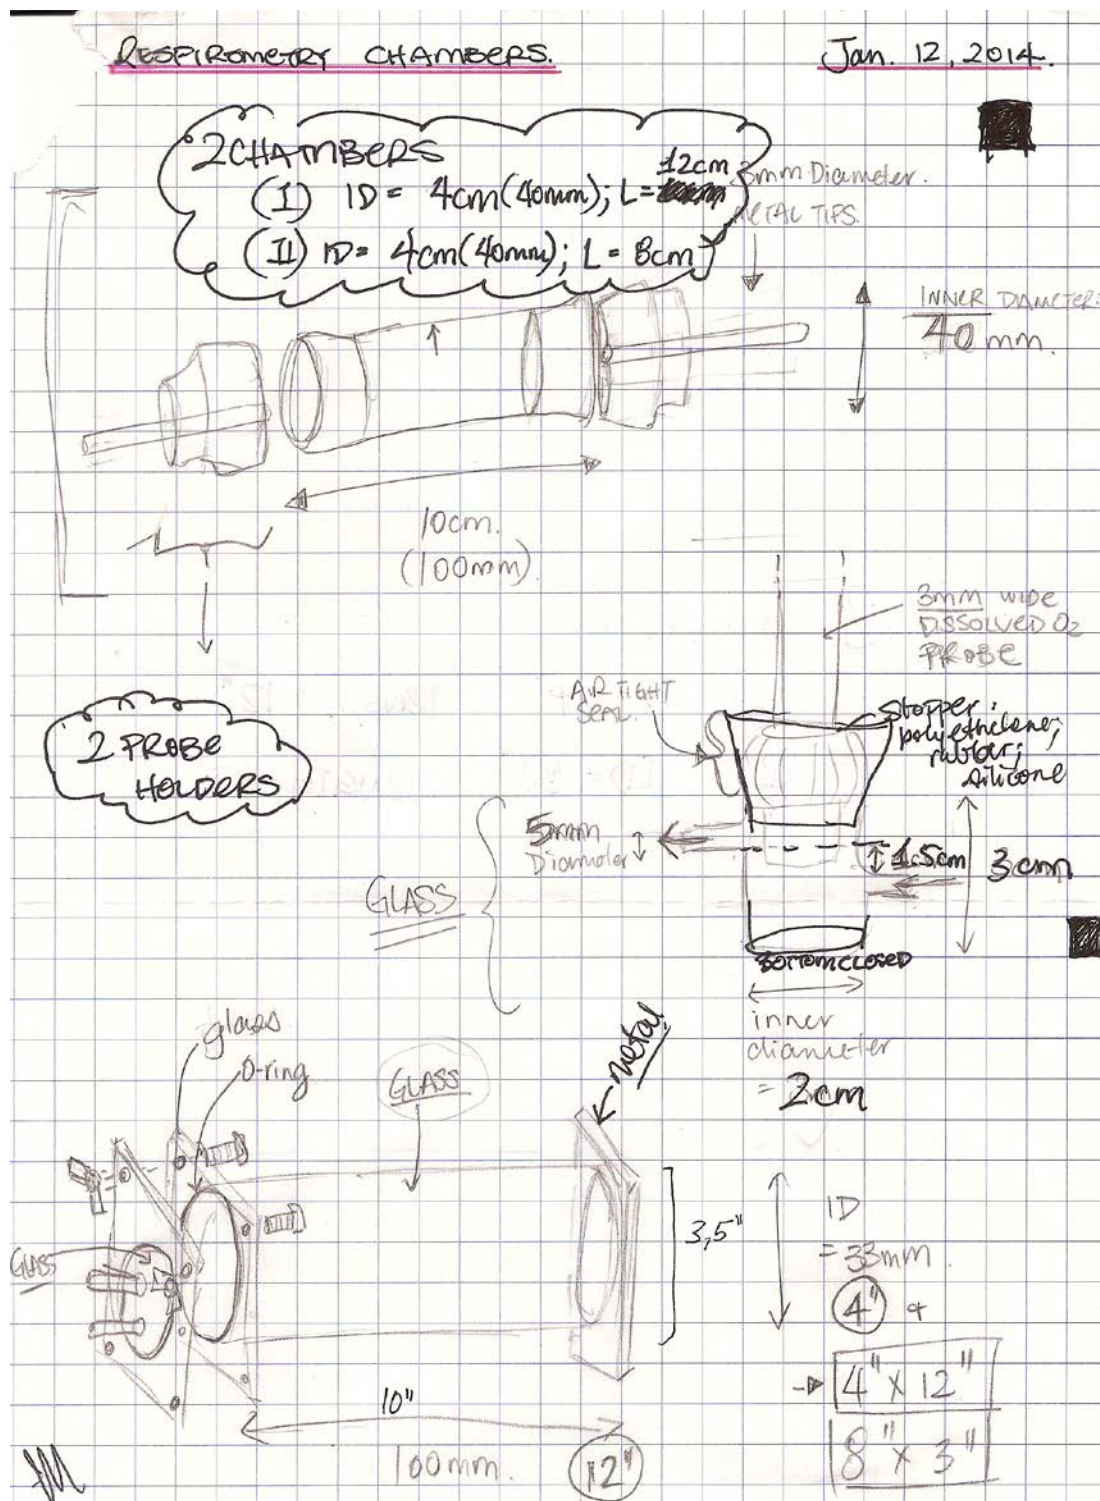 RESPIROMETRY CHAMBERS.
Jan. 12, 2014.
2 CHAMBERS
(I) ID = 4cm(40mm); L= 12cm
(II) ID = 4cm(40mm); L = 8cm
5mm Diameter.
METAL TIPS.
INNER DIAMETER:
40 mm.
10cm.
(100mm)
3mm WIDE
DISSOLVED O2
PROBE
AIR TIGHT
SEAL.
stopper:
polyethelene;
rubber;
silicone
2 PROBE
HOLDERS
5mm
Diameter
1.5cm
3cm
GLASS
BOTTOM CLOSED
inner
diameter
= 2cm
glass
O-ring
GLASS
metal
GLASS
3,5"
ID
= 33mm.
4" &
4" x 12"
8" x 3"
10"
100mm.
12"